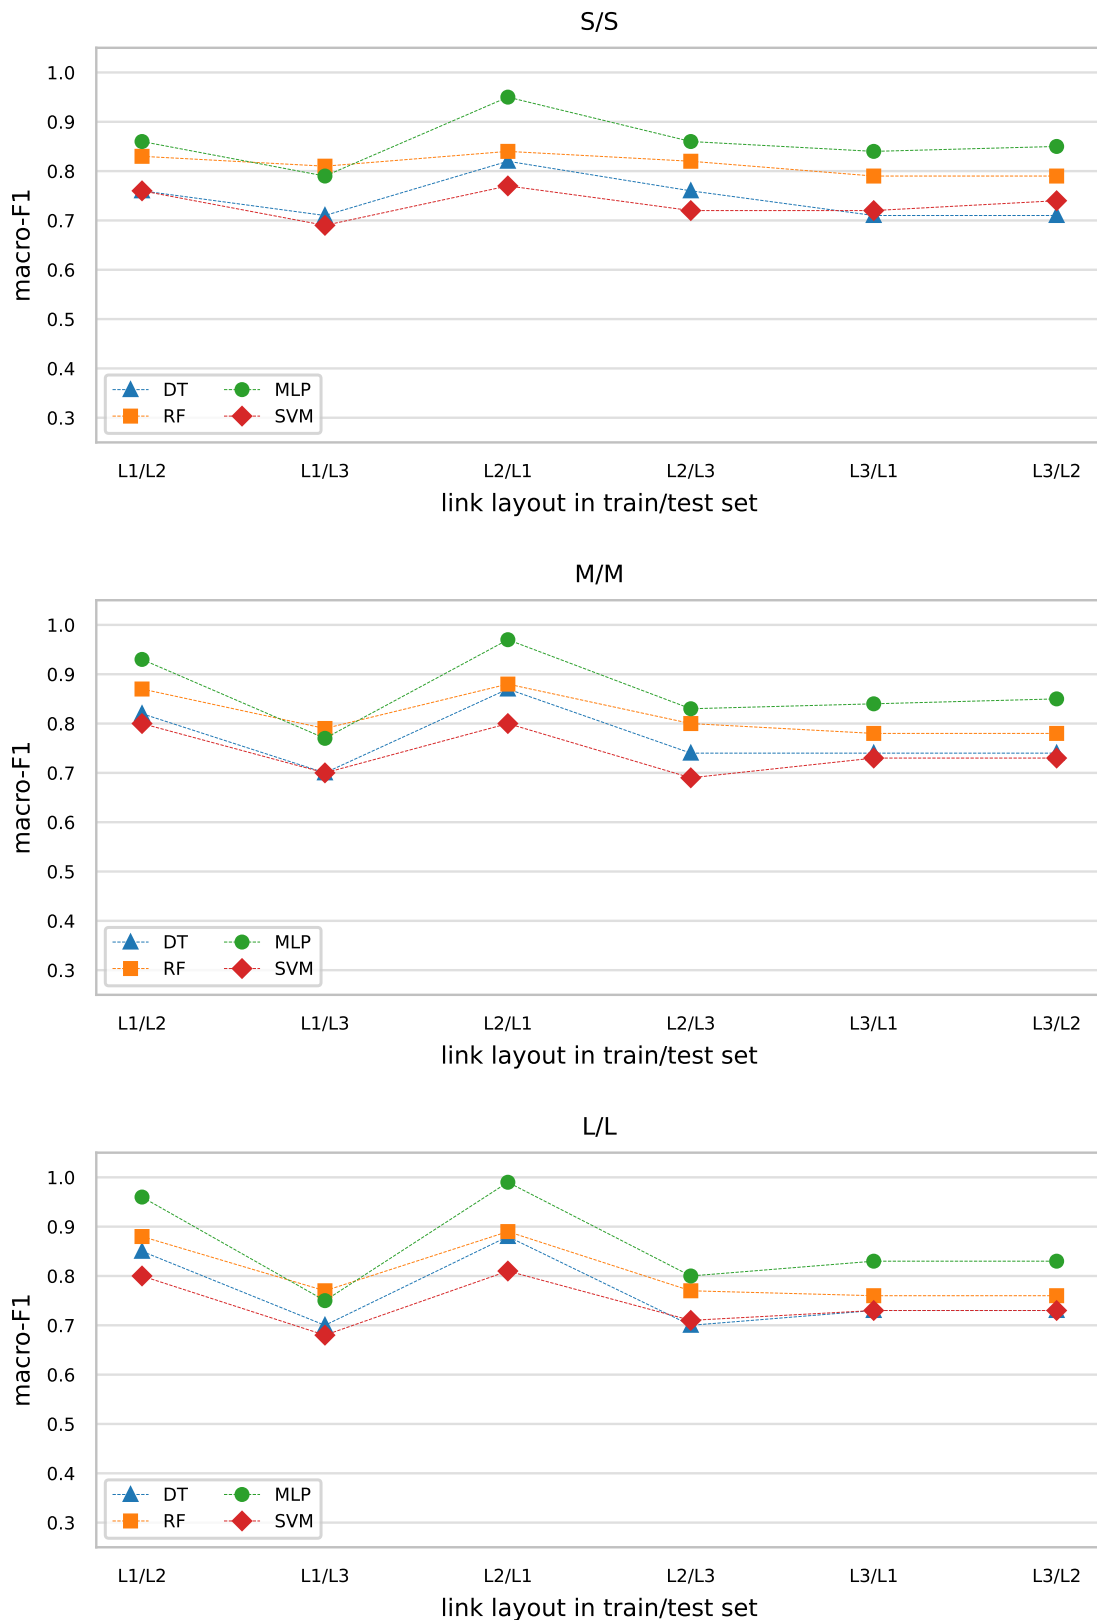 S/S
1.0
0.9
0.8
0.7
0.6
0.5
0.4
0.3
macro-F1
DT MLP
RF SVM
L1/L2 L1/L3 L2/L1 L2/L3 L3/L1 L3/L2
link layout in train/test set
M/M
1.0
0.9
0.8
0.7
0.6
0.5
0.4
0.3
macro-F1
DT MLP
RF SVM
L1/L2 L1/L3 L2/L1 L2/L3 L3/L1 L3/L2
link layout in train/test set
L/L
1.0
0.9
0.8
0.7
0.6
0.5
0.4
0.3
macro-F1
DT MLP
RF SVM
L1/L2 L1/L3 L2/L1 L2/L3 L3/L1 L3/L2
link layout in train/test set